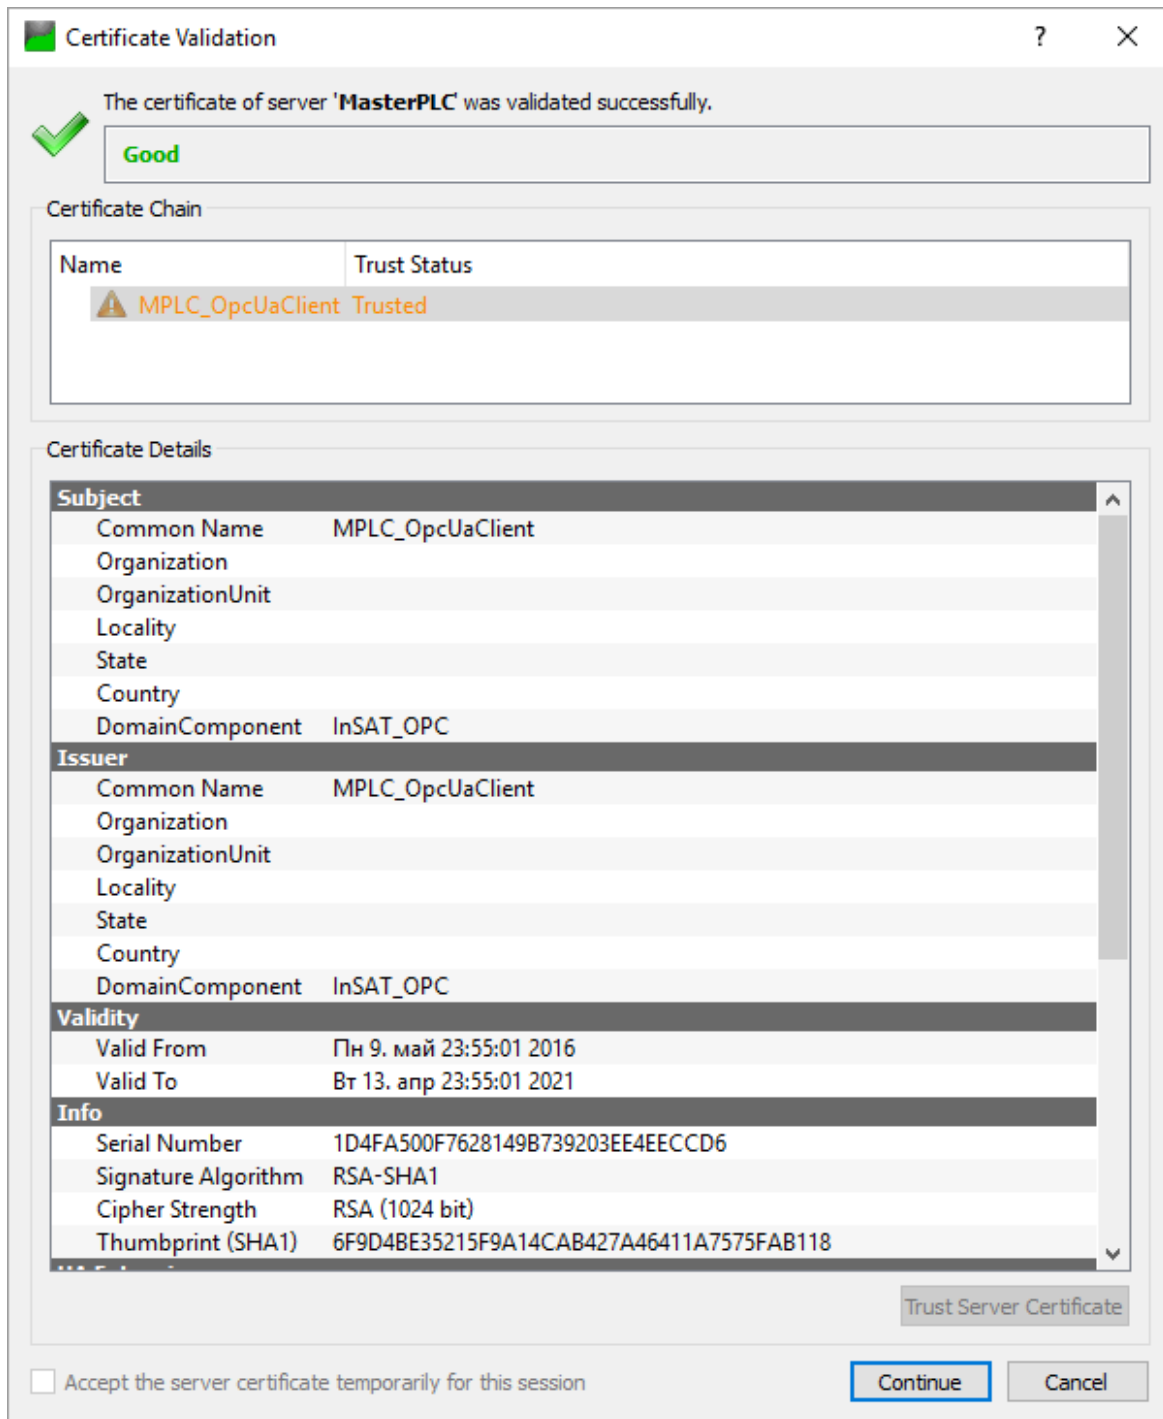 Certificate Validation
?
The certificate of server 'MasterPLC' was validated successfully.
Good
Certificate Chain
Name Trust Status
MPLC_OpcUaClient Trusted
Certificate Details
Subject
Common Name MPLC_OpcUaClient
Organization
OrganizationUnit
Locality
State
Country
DomainComponent InSAT_OPC
Issuer
Common Name MPLC_OpcUaClient
Organization
OrganizationUnit
Locality
State
Country
DomainComponent InSAT_OPC
Validity
Valid From Пн 9. май 23:55:01 2016
Valid To Вт 13. апр 23:55:01 2021
Info
Serial Number 1D4FA500F7628149B739203EE4EECCD6
Signature Algorithm RSA-SHA1
Cipher Strength RSA (1024 bit)
Thumbprint (SHA1) 6F9D4BE35215F9A14CAB427A46411A7575FAB118
Trust Server Certificate
Accept the server certificate temporarily for this session
Continue Cancel